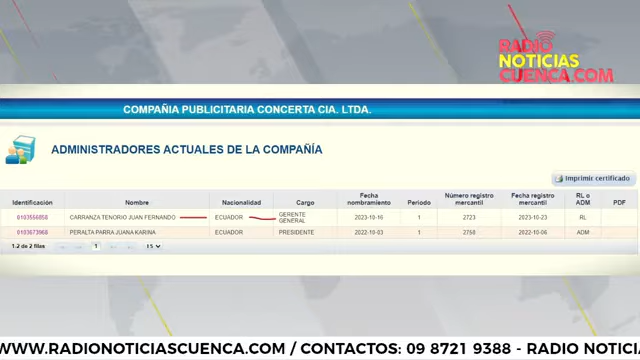 RADIO
NOTICIAS
CUENCA.COM
COMPAÑIA PUBLICITARIA CONCERTA CIA. LTDA.
ADMINISTRADORES ACTUALES DE LA COMPAÑÍA
Imprimir certificado
Identificación Nombre Nacionalidad Cargo Fecha nombramiento Periodo Número registro mercantil Fecha registro mercantil RL o ADM PDF
0103556858 CARRANZA TENORIO JUAN FERNANDO ECUADOR GERENTE GENERAL 2023-10-16 1 2723 2023-10-23 RL
0103673968 PERALTA PARRA JUANA KARINA ECUADOR PRESIDENTE 2022-10-03 1 2758 2022-10-06 ADM
1-2 de 2 filas 1 15
WWW.RADIONOTICIASCUENCA.COM / CONTACTOS: 09 8721 9388 - RADIO NOTICI